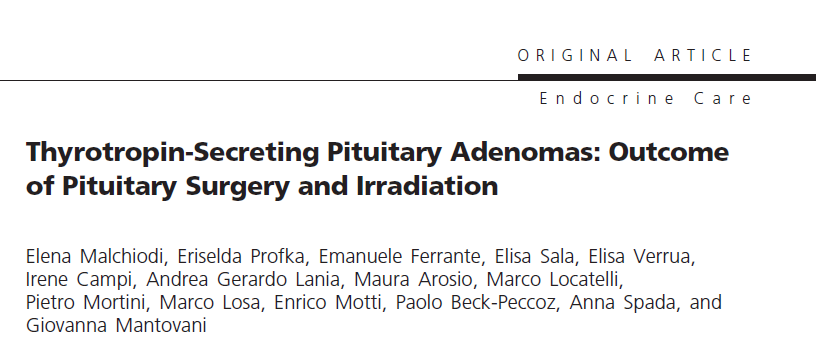 ORIGINAL ARTICLE
Endocrine Care
Thyrotropin-Secreting Pituitary Adenomas: Outcome
of Pituitary Surgery and Irradiation
Elena Malchiodi, Eriselda Profka, Emanuele Ferrante, Elisa Sala, Elisa Verrua,
Irene Campi, Andrea Gerardo Lania, Maura Arosio, Marco Locatelli,
Pietro Mortini, Marco Losa, Enrico Motti, Paolo Beck-Peccoz, Anna Spada, and
Giovanna Mantovani